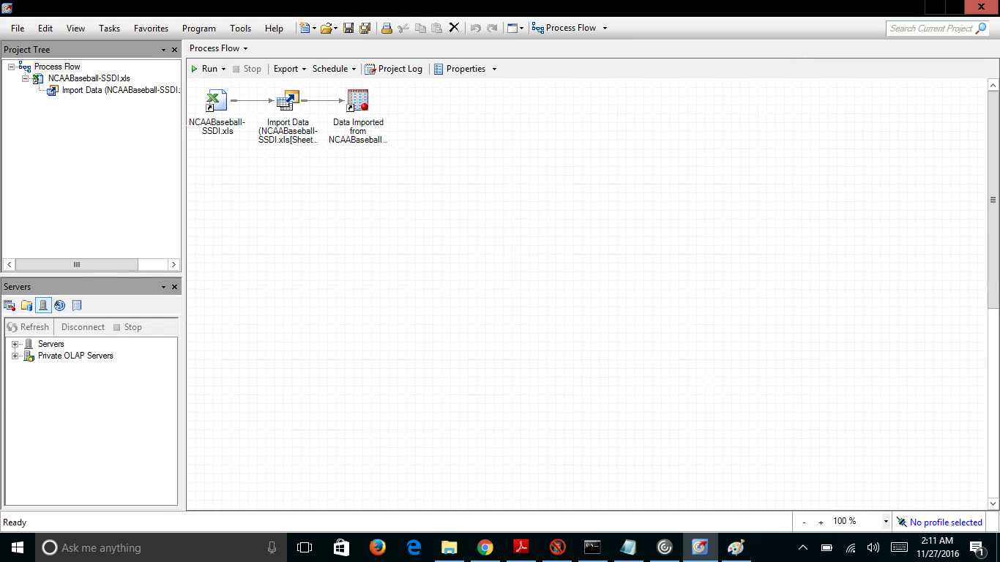 File Edit View Tasks Favorites Program Tools Help Process Flow Search Current Project
Project Tree
Process Flow
NCAABaseball-SSDI.xls
Import Data (NCAABaseball-SSDI.
Process Flow
Run Stop Export Schedule Project Log Properties
NCAABaseball-
SSDI.xls
Import Data
(NCAABaseball-
SSDI.xls[Sheet...
Data Imported
from
NCAABaseball...
Servers
Refresh Disconnect Stop
Servers
Private OLAP Servers
Ready - + 100 % No profile selected
Ask me anything
2:11 AM
11/27/2016
1